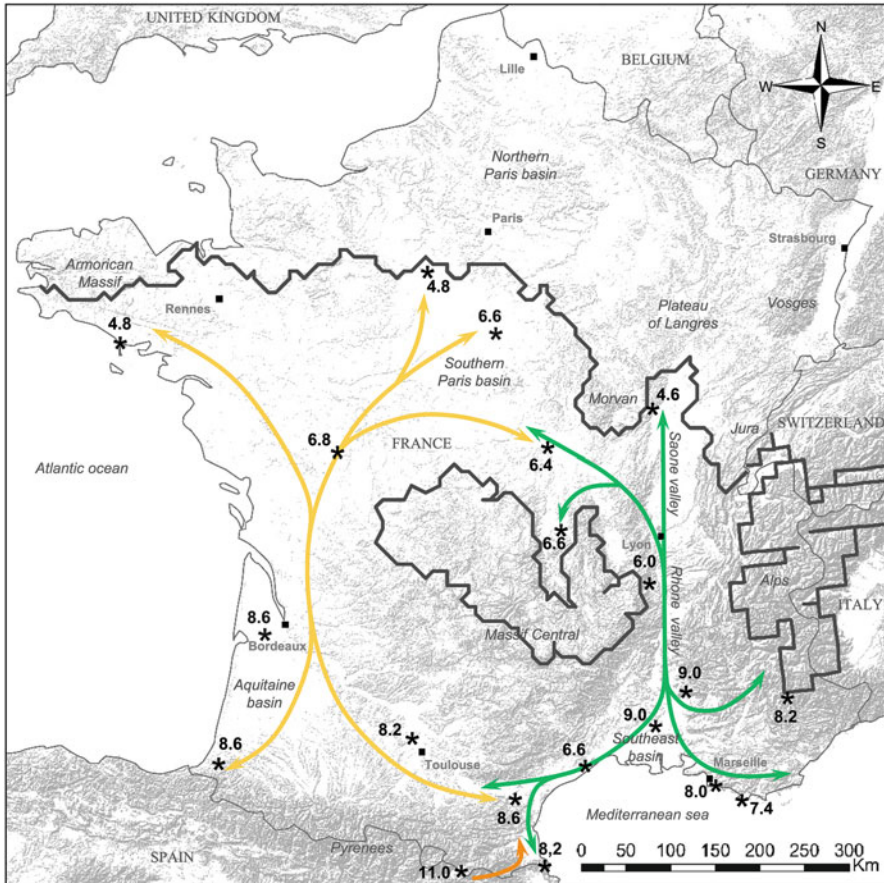 UNITED KINGDOM
N
Lille
BELGIUM
W
E
S
Northern
Paris basin
GERMANY
Paris
Strasbourg
Armorican
Massif
4.8
Rennes
Plateau
of Langres
Vosges
4.8
6.6
Southern
Paris basin
Morvan
4.6
SWITZERLAND
Jura
6.8
FRANCE
Atlantic ocean
6.4
Saone valley
6.6
Lyon
6.0
Rhone valley
Alps
ITALY
8.6
Bordeaux
Massif Central
Aquitaine
basin
9.0
8.2
9.0
8.2
Southeast
basin
8.6
Toulouse
6.6
Marseille
8.0
7.4
8.6
Mediterranean sea
Pyrenees
8,2
SPAIN
11.0
0 50 100 150 200 250 300
Km